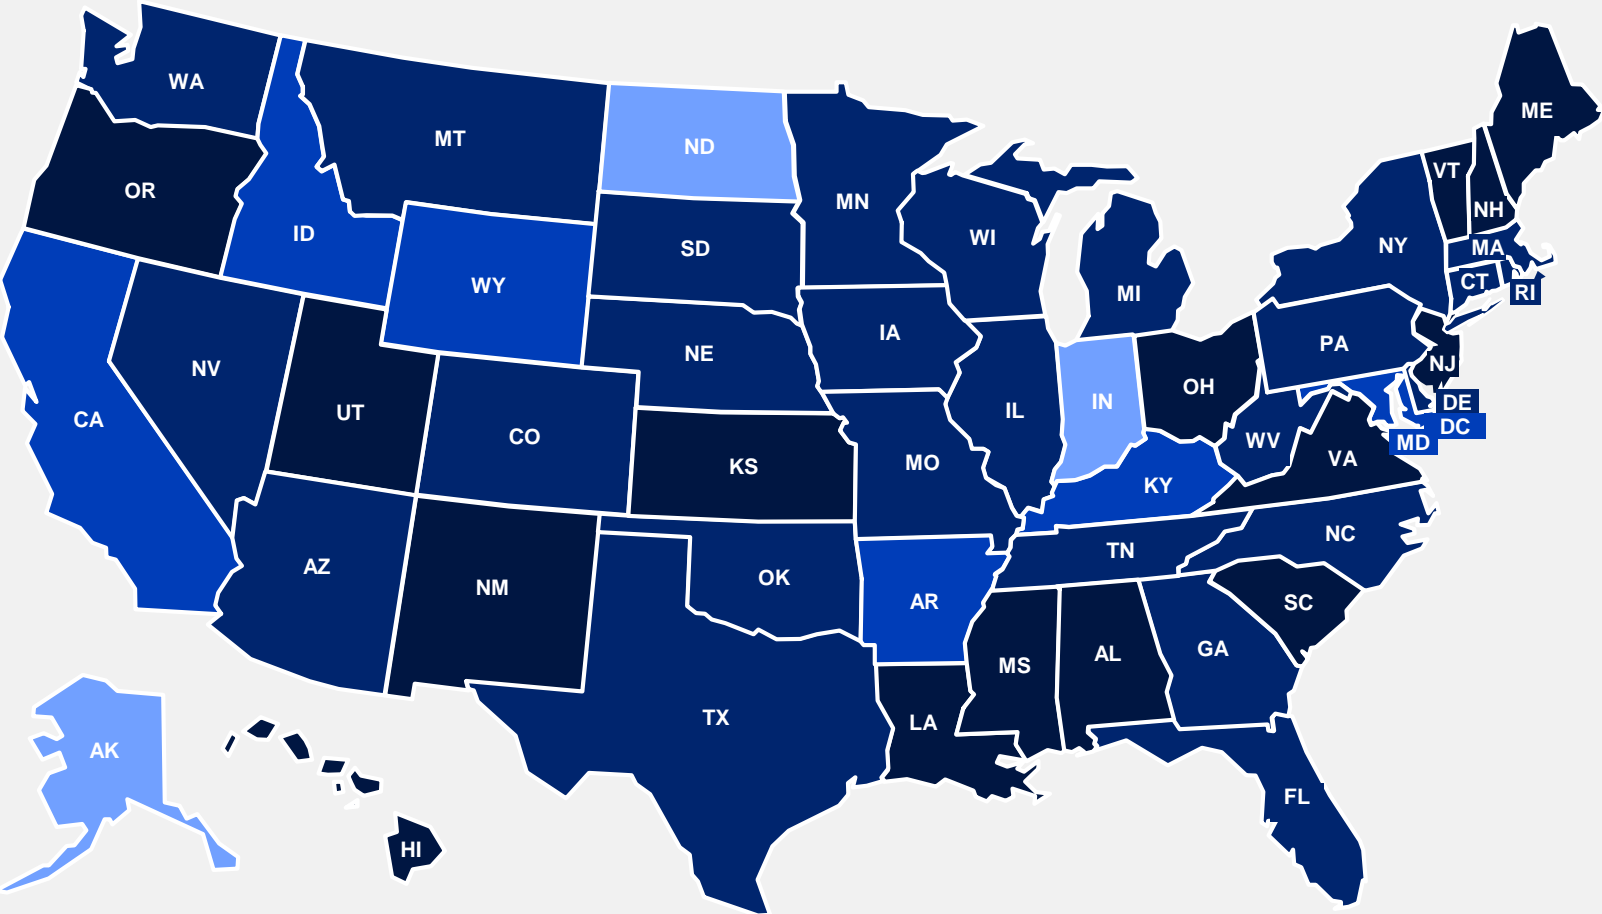 WA
MT
ND
ME
OR
MN
VT
NH
ID
SD
WI
NY
MA
WY
MI
CT
RI
IA
NE
PA
NV
NJ
OH
UT
CA
CO
IL
IN
DE
DC
KS
MO
WV
MD
VA
KY
NC
TN
AZ
NM
OK
AR
SC
MS
AL
GA
TX
LA
AK
FL
HI